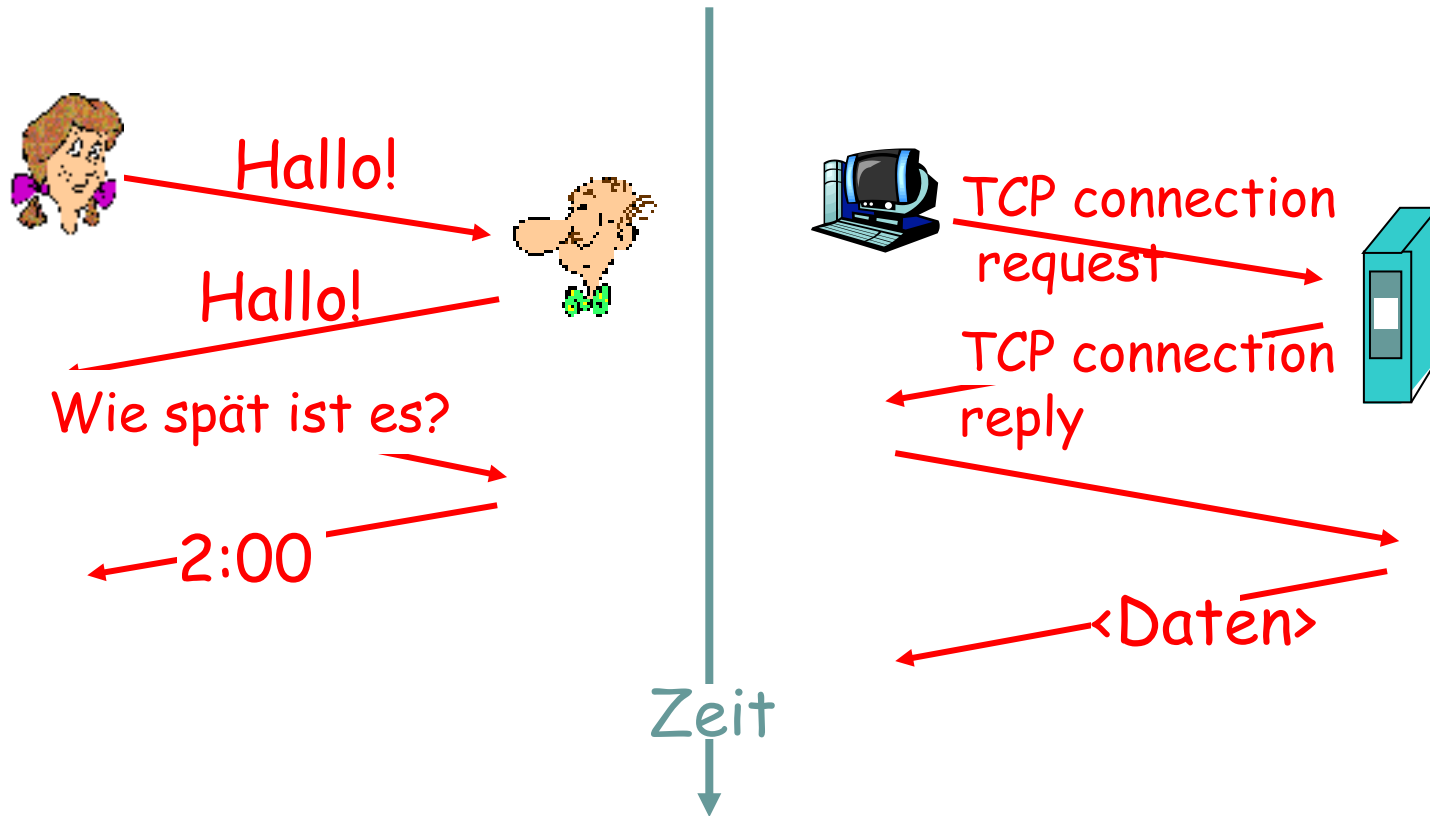 Hallo!
Hallo!
Wie spät ist es?
2:00
TCP connection
request
TCP connection
reply
<Daten>
Zeit